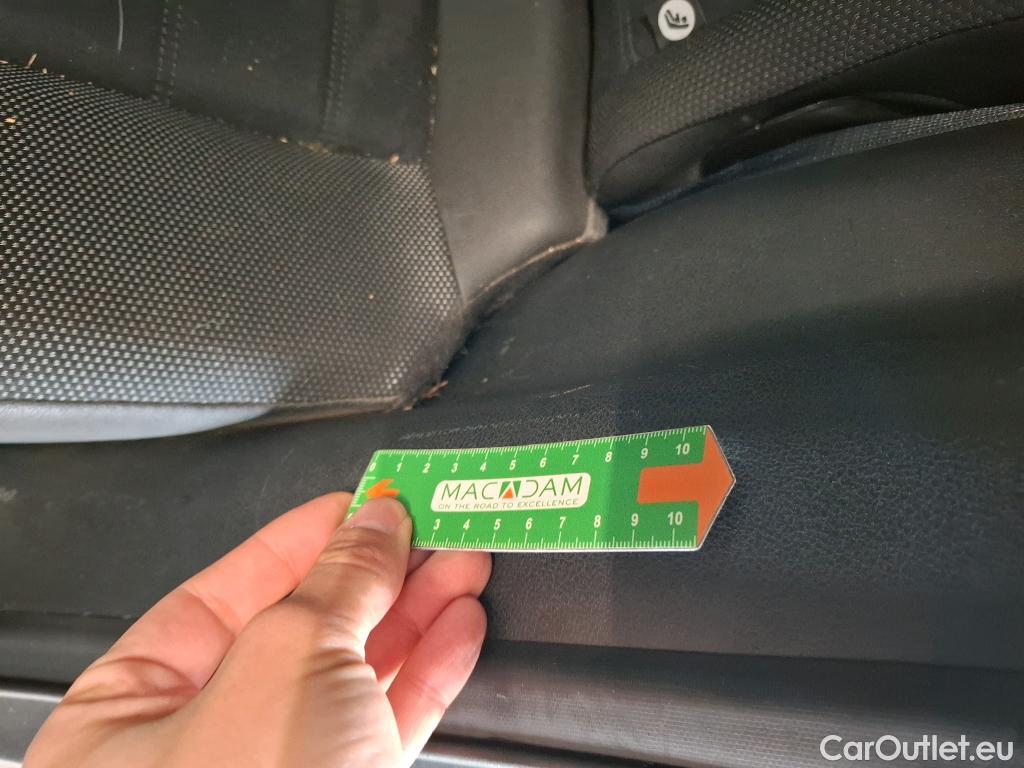 0 1 2 3 4 5 6 7 8 9 10
MACADAM
ON THE ROAD TO EXCELLENCE
3 4 5 6 7 8 9 10
CarOutlet.eu